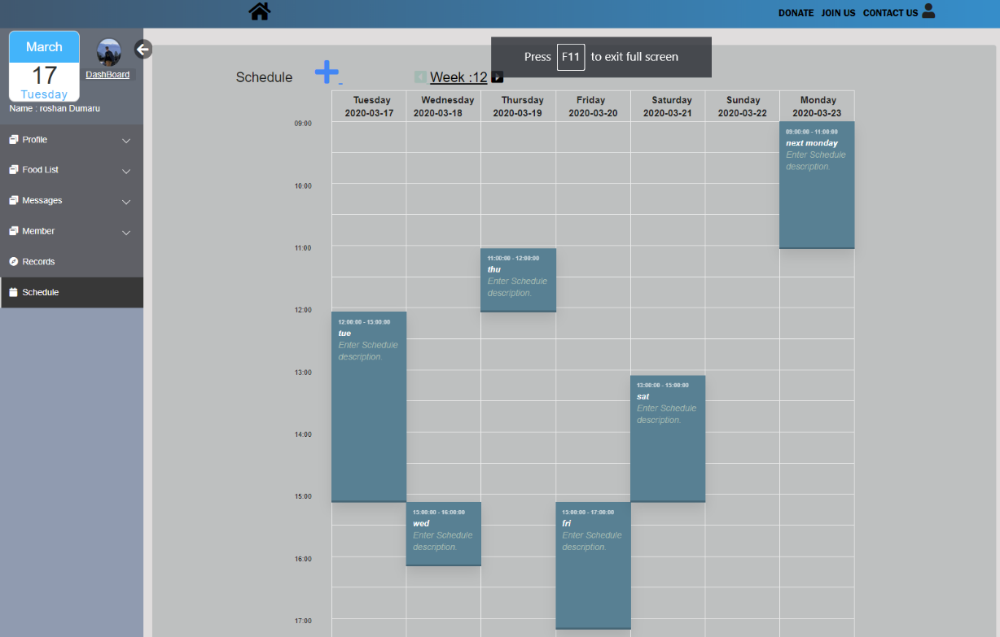 DONATE JOIN US CONTACT US
March
17
Tuesday
DashBoard
Name : roshan Dumaru
Profile
Food List
Messages
Member
Records
Schedule
Press F11 to exit full screen
Schedule
Week :12
Tuesday 2020-03-17
Wednesday 2020-03-18
Thursday 2020-03-19
Friday 2020-03-20
Saturday 2020-03-21
Sunday 2020-03-22
Monday 2020-03-23
09:00
10:00
11:00
12:00
13:00
14:00
15:00
16:00
17:00
12:00:00 - 15:00:00
tue
Enter Schedule
description.
15:00:00 - 16:00:00
wed
Enter Schedule
description.
11:00:00 - 12:00:00
thu
Enter Schedule
description.
15:00:00 - 17:00:00
fri
Enter Schedule
description.
13:00:00 - 15:00:00
sat
Enter Schedule
description.
09:00:00 - 11:00:00
next monday
Enter Schedule
description.